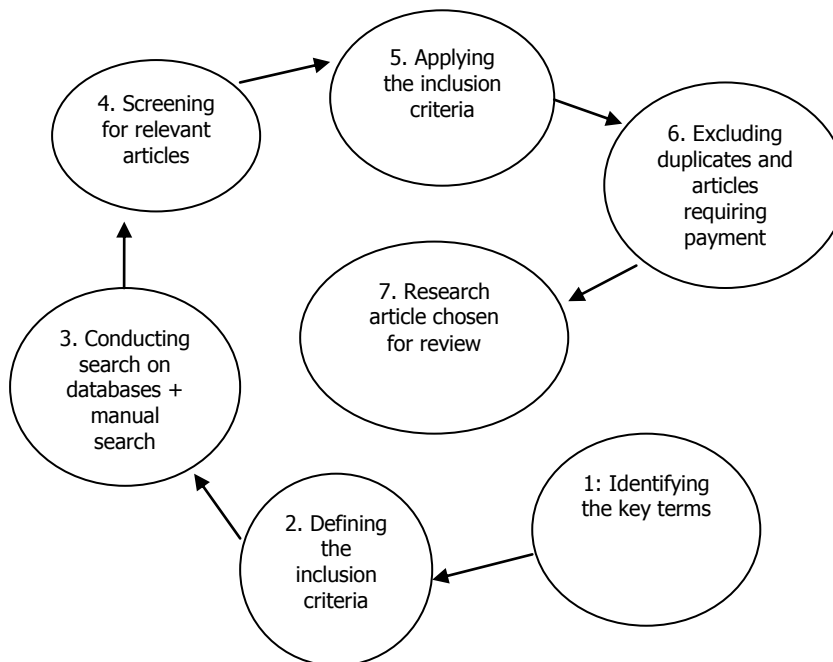 1: Identifying
the key terms
2. Defining
the
inclusion
criteria
3. Conducting
search on
databases +
manual
search
4. Screening
for relevant
articles
5. Applying
the inclusion
criteria
6. Excluding
duplicates and
articles
requiring
payment
7. Research
article chosen
for review